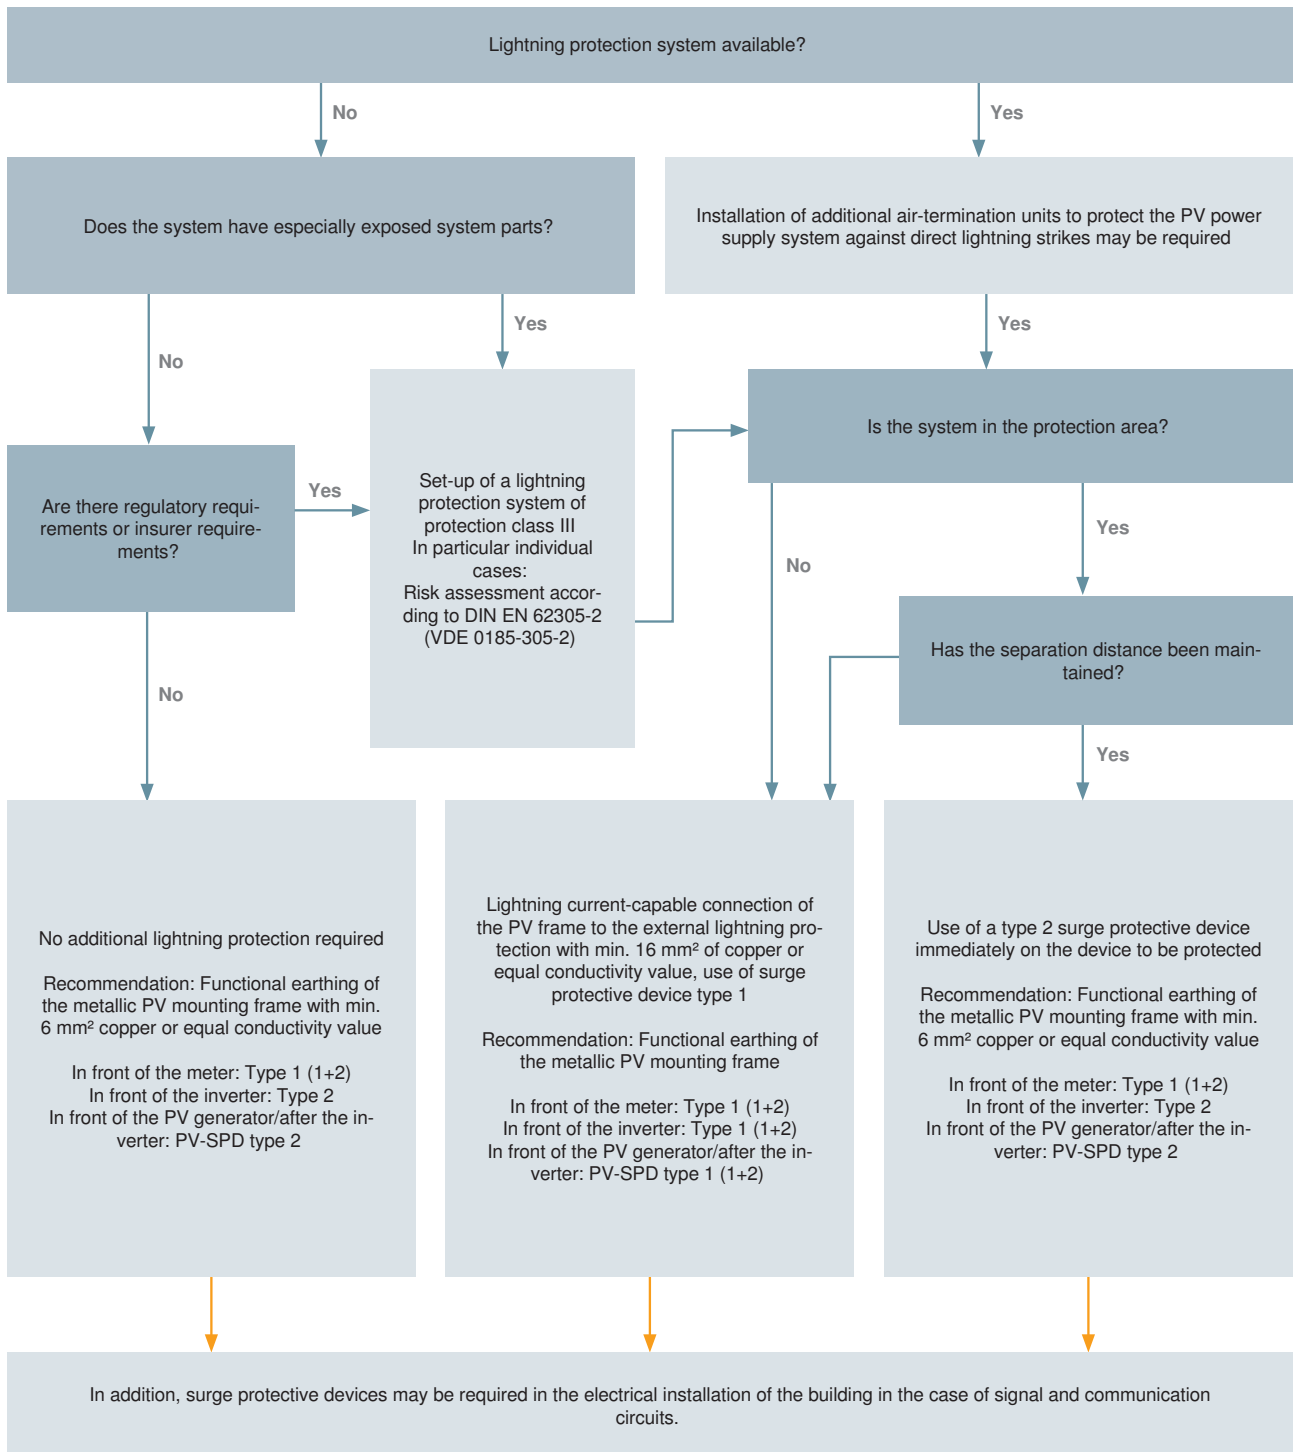 Lightning protection system available?
No
Yes
Does the system have especially exposed system parts?
Installation of additional air-termination units to protect the PV power
supply system against direct lightning strikes may be required
No
Yes
Yes
Are there regulatory requi-
rements or insurer require-
ments?
Yes
Set-up of a lightning
protection system of
protection class III
In particular individual
cases:
Risk assessment accor-
ding to DIN EN 62305-2
(VDE 0185-305-2)
Is the system in the protection area?
No
Yes
Has the separation distance been main-
tained?
No
Yes
No additional lightning protection required
Recommendation: Functional earthing of
the metallic PV mounting frame with min.
6 mm² copper or equal conductivity value
In front of the meter: Type 1 (1+2)
In front of the inverter: Type 2
In front of the PV generator/after the in-
verter: PV-SPD type 2
Lightning current-capable connection of
the PV frame to the external lightning pro-
tection with min. 16 mm² of copper or
equal conductivity value, use of surge
protective device type 1
Recommendation: Functional earthing of
the metallic PV mounting frame
In front of the meter: Type 1 (1+2)
In front of the inverter: Type 1 (1+2)
In front of the PV generator/after the in-
verter: PV-SPD type 1 (1+2)
Use of a type 2 surge protective device
immediately on the device to be protected
Recommendation: Functional earthing of
the metallic PV mounting frame with min.
6 mm² copper or equal conductivity value
In front of the meter: Type 1 (1+2)
In front of the inverter: Type 2
In front of the PV generator/after the in-
verter: PV-SPD type 2
In addition, surge protective devices may be required in the electrical installation of the building in the case of signal and communication
circuits.